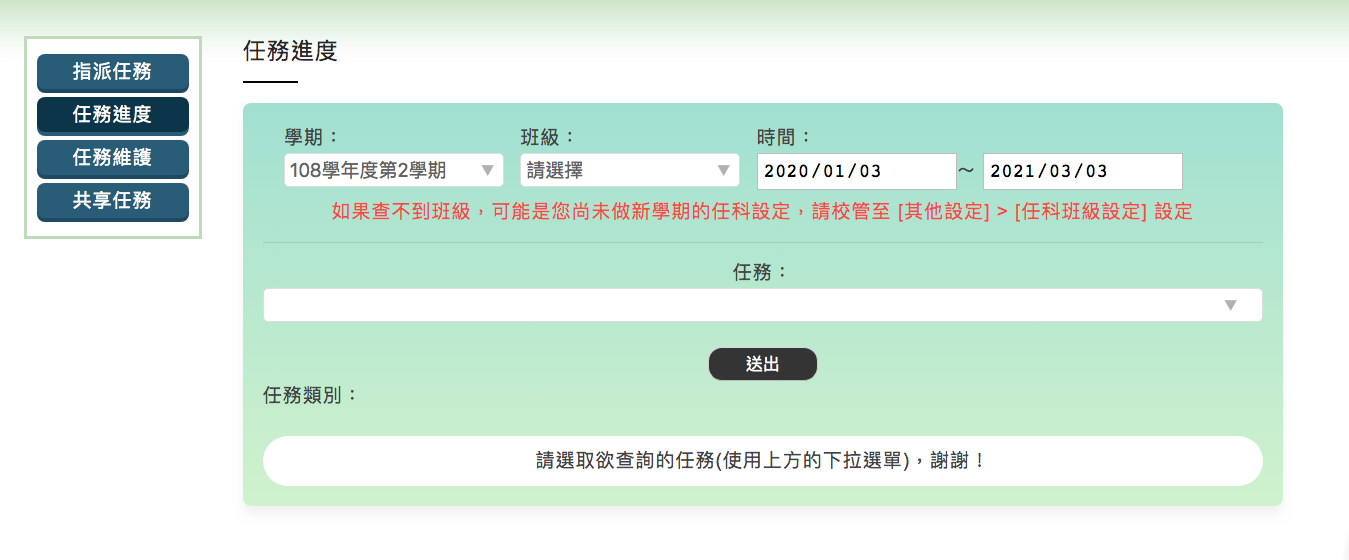 指派任務
任務進度
任務維護
共享任務
任務進度
學期：
班級：
時間：
108學年度第2學期
請選擇
2020/01/03～2021/03/03
如果查不到班級，可能是您尚未做新學期的任科設定，請校管至 [其他設定] > [任科班級設定] 設定
任務：
送出
任務類別：
請選取欲查詢的任務(使用上方的下拉選單)，謝謝！